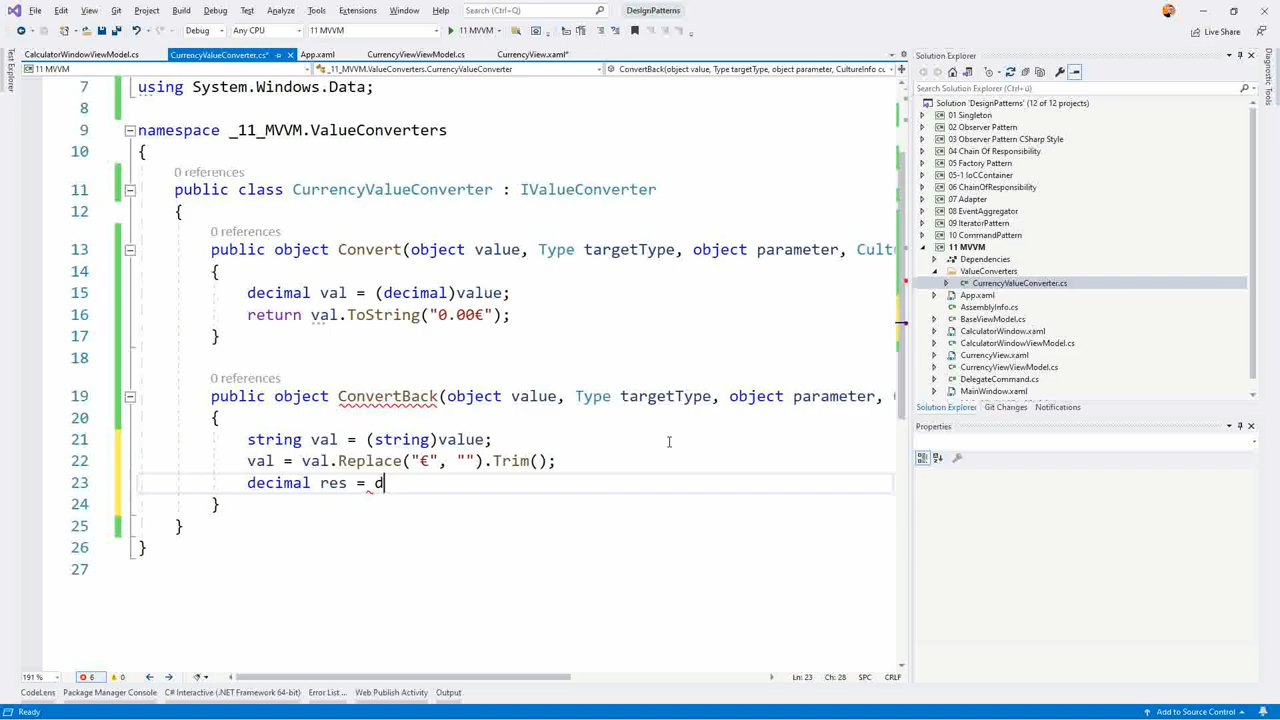 File Edit View Git Project Build Debug Test Analyze Tools Extensions Window Help Search (Ctrl+Q) DesignPatterns
Debug Any CPU 11 MVVM Live Share
CalculatorWindowViewModel.cs CurrencyValueConverter.cs* App.xaml CurrencyViewModel.cs CurrencyView.xaml*
11 MVVM _11_MVVM.ValueConverters.CurrencyValueConverter ConvertBack(object value, Type targetType, object parameter, CultureInfo cu
Test Explorer
7 using System.Windows.Data;
8
9 namespace _11_MVVM.ValueConverters
10 {
0 references
11 public class CurrencyValueConverter : IValueConverter
12 {
0 references
13 public object Convert(object value, Type targetType, object parameter, Cult
14 {
15 decimal val = (decimal)value;
16 return val.ToString("0.00€");
17 }
18
0 references
19 public object ConvertBack(object value, Type targetType, object parameter,
20 {
21 string val = (string)value;
22 val = val.Replace("€", "").Trim();
23 decimal res = d
24 }
25 }
26 }
27
191 % 6 0 Ln: 23 Ch: 28 SPC CRLF
CodeLens Package Manager Console C# Interactive (.NET Framework 64-bit) Error List ... Web Publish Activity Output
Ready Add to Source Control
Solution Explorer
Search Solution Explorer (Ctrl+ü)
Solution 'DesignPatterns' (12 of 12 projects)
01 Singleton
02 Observer Pattern
03 Observer Pattern CSharp Style
04 Chain Of Responsibility
05 Factory Pattern
05-1 IoCContainer
06 ChainOfResponsibility
07 Adapter
08 EventAggregator
09 IteratorPattern
10 CommandPattern
11 MVVM
Dependencies
ValueConverters
CurrencyValueConverter.cs
App.xaml
AssemblyInfo.cs
BaseViewModel.cs
CalculatorWindow.xaml
CalculatorWindowViewModel.cs
CurrencyView.xaml
CurrencyViewModel.cs
DelegateCommand.cs
MainWindow.xaml
Solution Explorer Git Changes Notifications
Properties
Diagnostic Tools